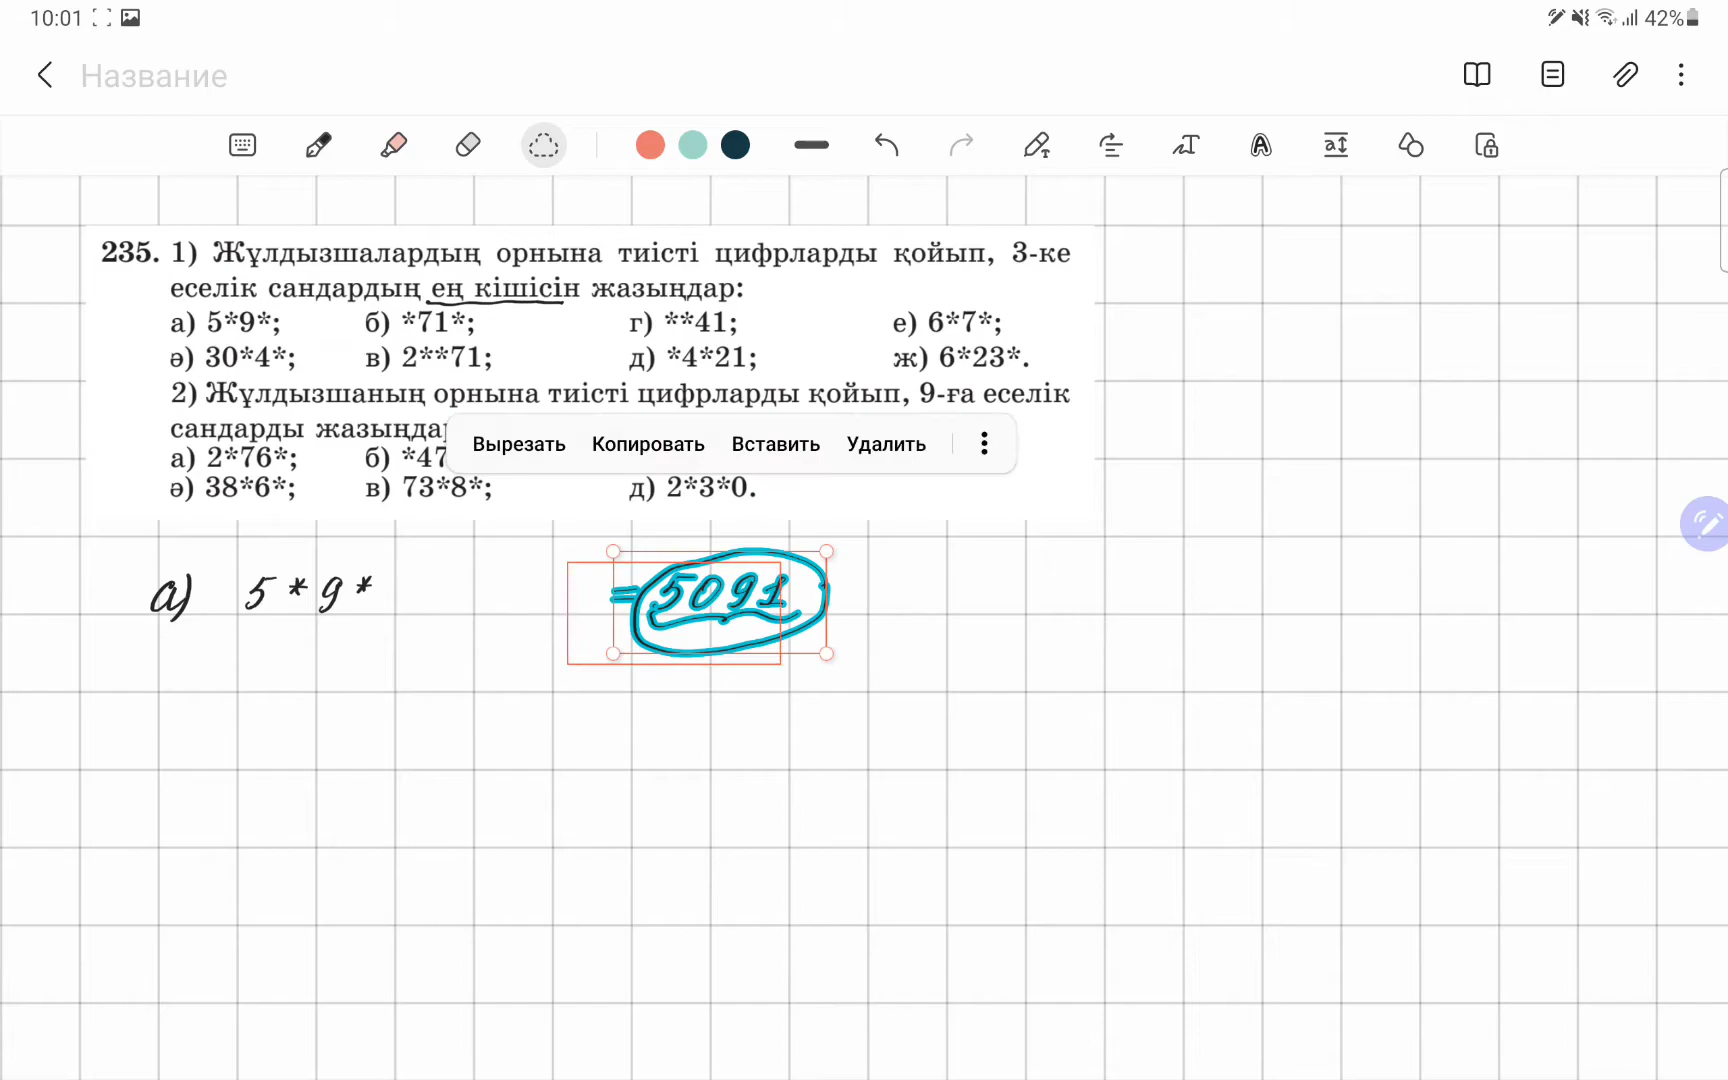 10:01 42%
Название
235. 1) Жұлдызшалардың орнына тиісті цифрларды қойып, 3-ке
еселік сандардың ең кішісін жазыңдар:
а) 5*9*; б) *71*; г) **41; е) 6*7*;
ә) 30*4*; в) 2**71; д) *4*21; ж) 6*23*.
2) Жұлдызшаның орнына тиісті цифрларды қойып, 9-ға еселік
сандарды
Вырезать Копировать Вставить Удалить
а) 2*76*; б) *47
ә) 38*6*; в) 73*8*; д) 2*3*0.
а) 5*9* =5091